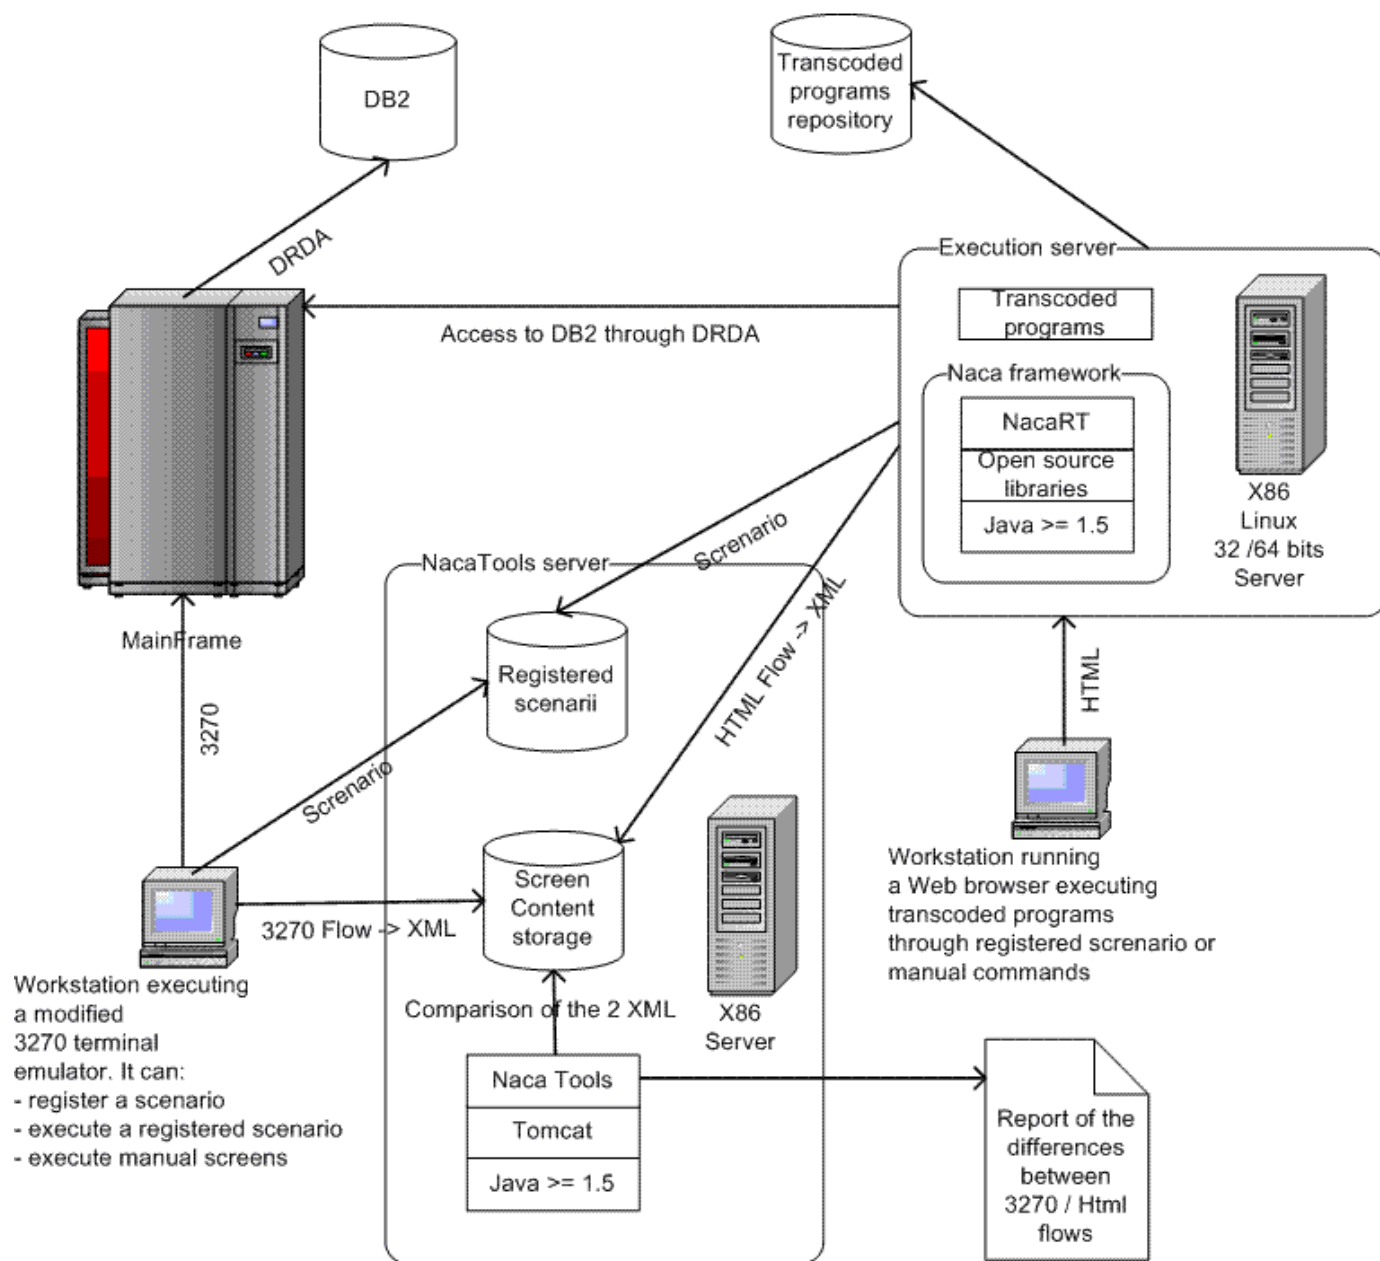 DB2
Transcoded
programs
repository
DRDA
Execution server
Transcoded
programs
Access to DB2 through DRDA
Naca framework
NacaRT
Open source
libraries
Java >= 1.5
X86
Linux
32 /64 bits
Server
Screnario
NacaTools server
HTML Flow -> XML
MainFrame
Registered
scenarii
3270
HTML
Screnario
Screen
Content
storage
3270 Flow -> XML
Workstation running
a Web browser executing
transcoded programs
through registered screnario or
manual commands
Workstation executing
a modified
3270 terminal
emulator. It can:
- register a scenario
- execute a registered scenario
- execute manual screens
Comparison of the 2 XML
X86
Server
Naca Tools
Tomcat
Java >= 1.5
Report of the
differences
between
3270 / Html
flows